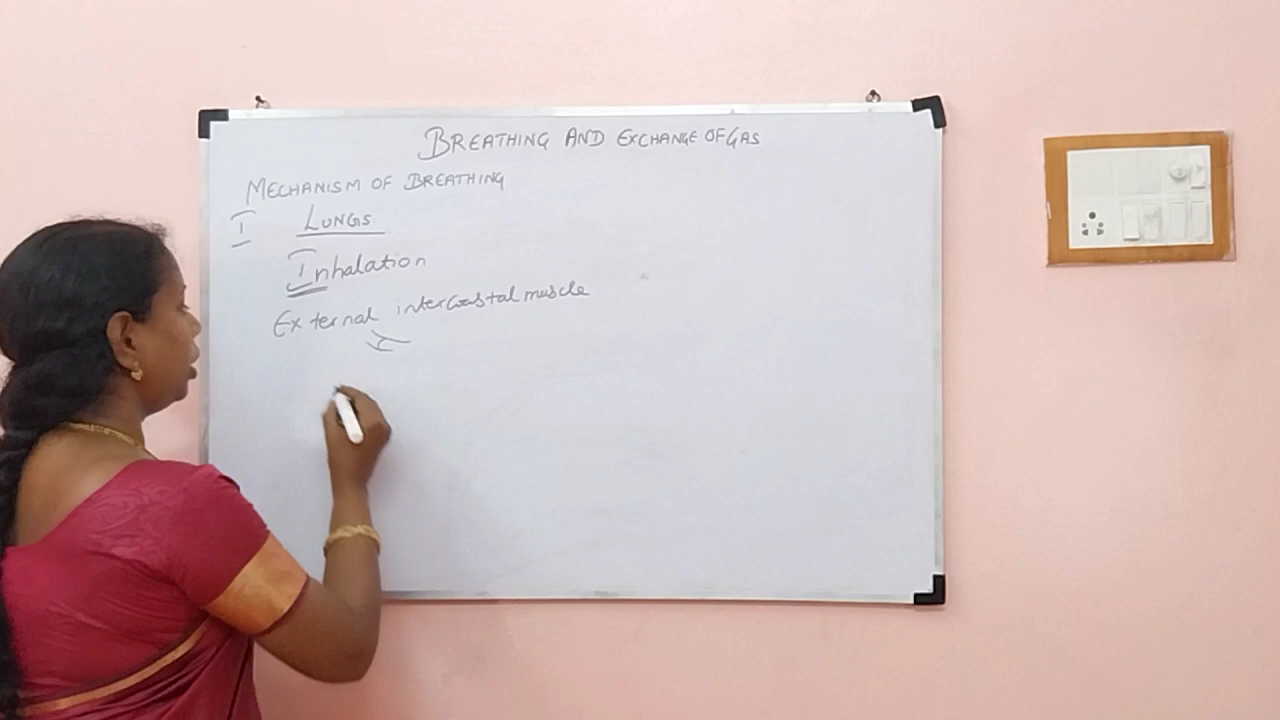 BREATHING AND EXCHANGE OF GAS
MECHANISM OF BREATHING
I LUNGS
Inhalation
External intercostal muscle